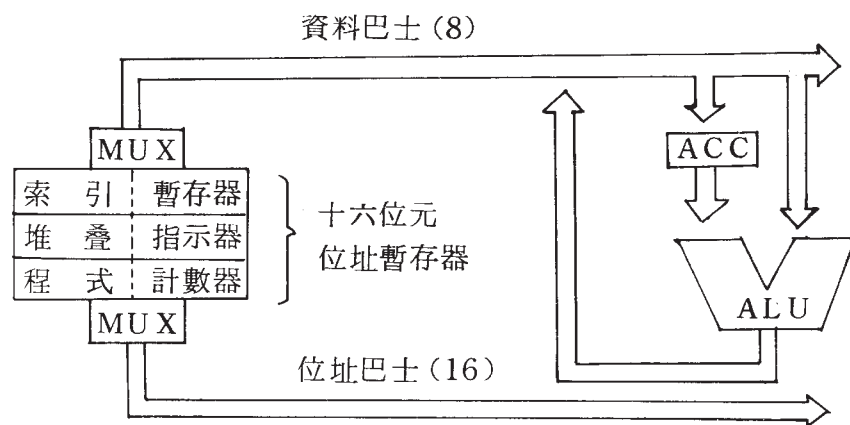 資料巴士(8)
MUX
ACC
索引暫存器
堆叠指示器
程式計數器
十六位元
位址暫存器
ALU
MUX
位址巴士(16)